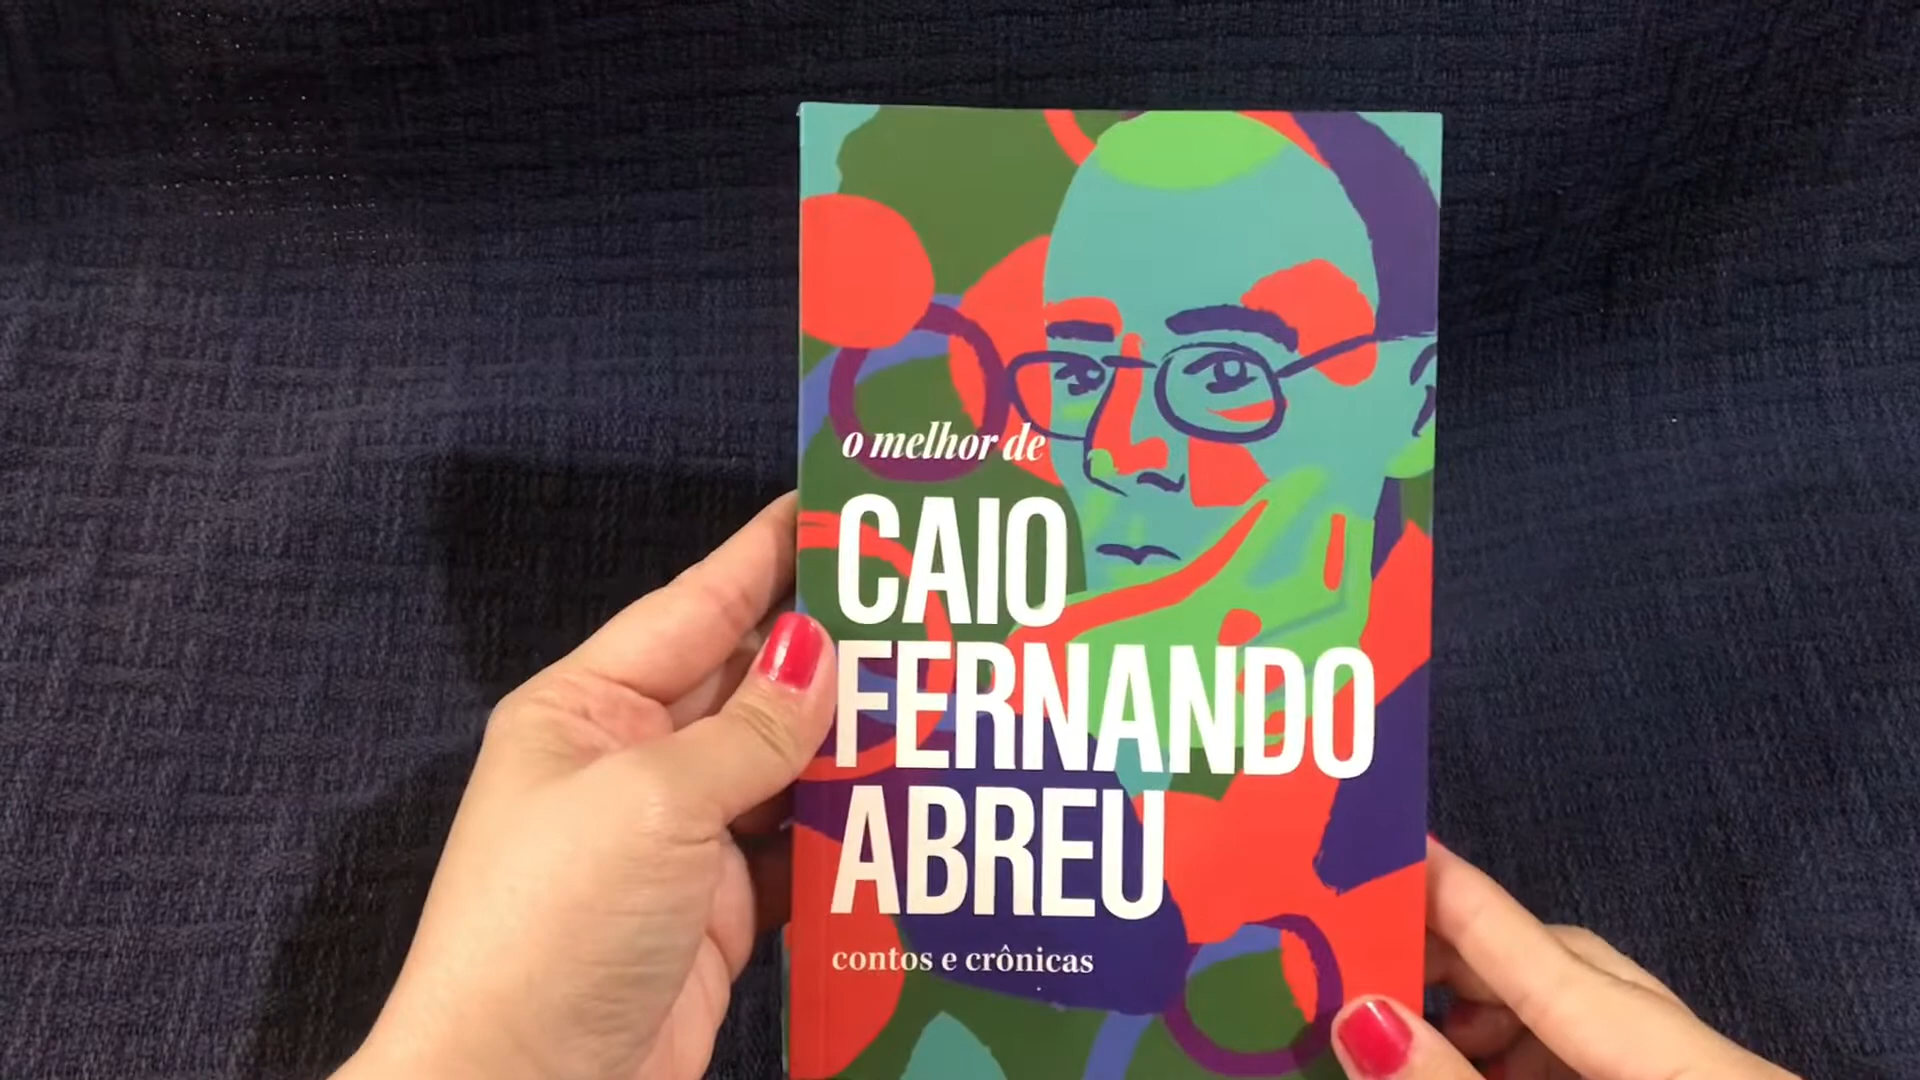 o melhor de
CAIO
FERNANDO
ABREU
contos e crônicas